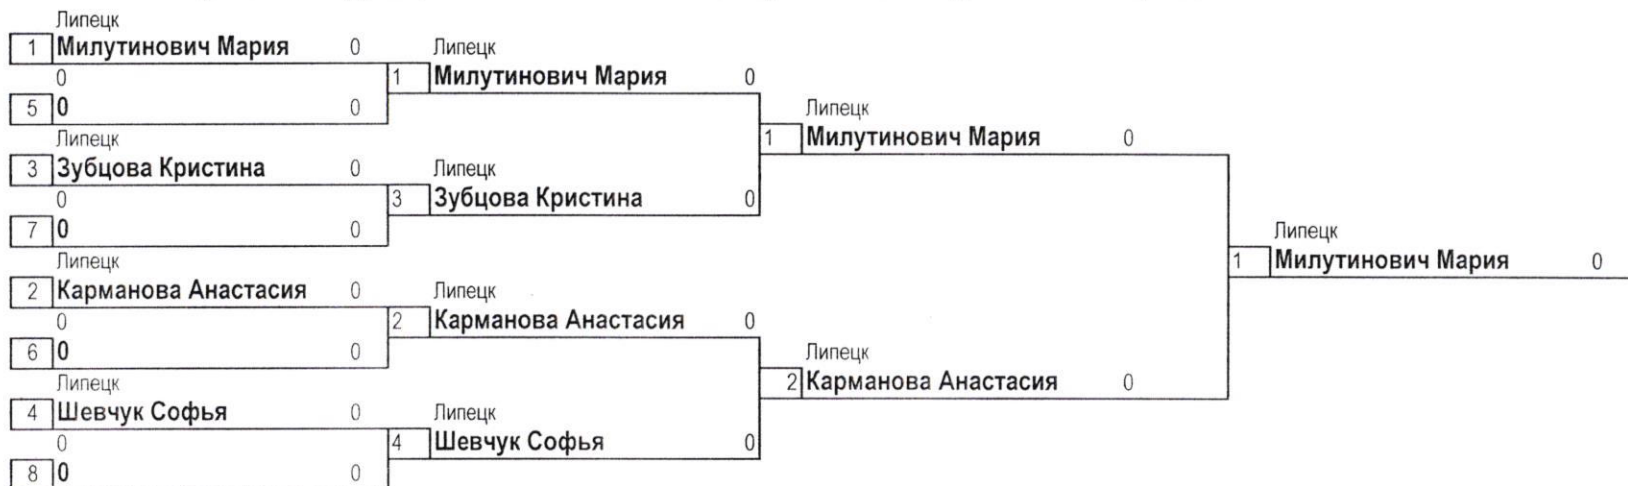 Липецк
1 Милутинович Мария 0 Липецк
0 1 Милутинович Мария 0
5 0 0 Липецк
Липецк 1 Милутинович Мария 0
3 Зубцова Кристина 0 Липецк
0 3 Зубцова Кристина 0
7 0 0 Липецк
Липецк 1 Милутинович Мария 0
2 Карманова Анастасия 0 Липецк
0 2 Карманова Анастасия 0
6 0 0 Липецк
Липецк 2 Карманова Анастасия 0
4 Шевчук Софья 0 Липецк
0 4 Шевчук Софья 0
8 0 0